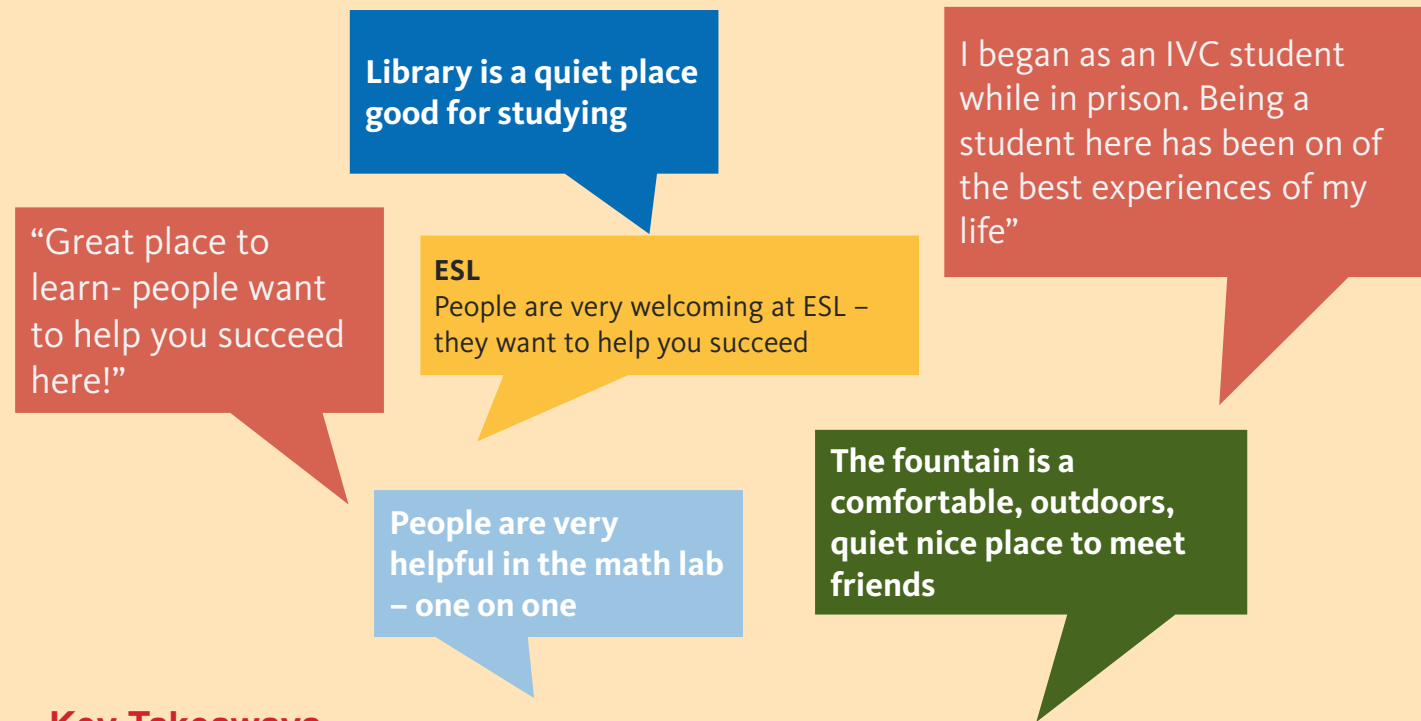 Library is a quiet place
good for studying
I began as an IVC student
while in prison. Being a
student here has been on of
the best experiences of my
life”
“Great place to
learn- people want
to help you succeed
here!”
ESL
People are very welcoming at ESL –
they want to help you succeed
The fountain is a
comfortable, outdoors,
quiet nice place to meet
friends
People are very
helpful in the math lab
– one on one
Key Takeaways